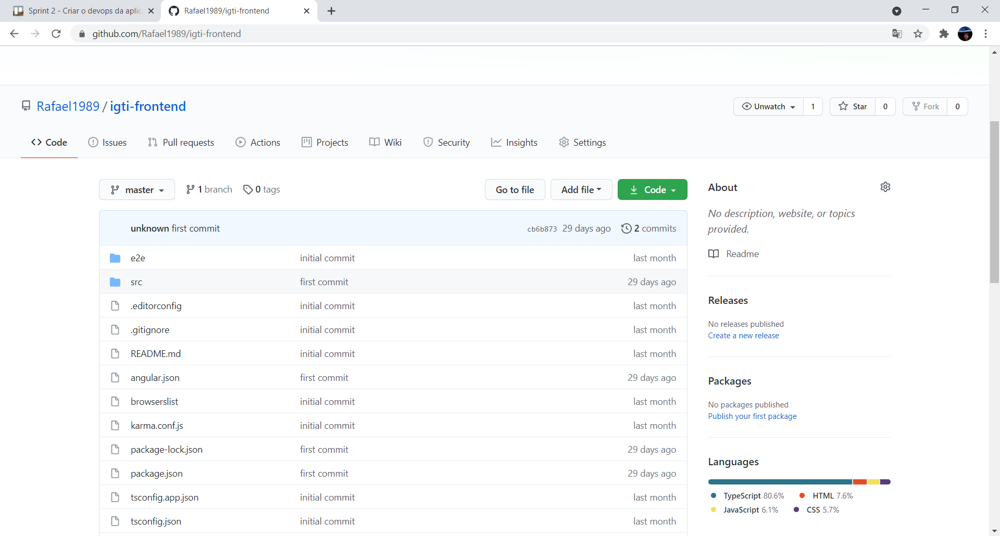 Sprint 2 - Criar o devops da aplic
Rafael1989/igti-frontend
github.com/Rafael1989/igti-frontend
Rafael1989 / igti-frontend
Unwatch 1
Star 0
Fork 0
Code
Issues
Pull requests
Actions
Projects
Wiki
Security
Insights
Settings
master
1 branch
0 tags
Go to file
Add file
Code
unknown first commit
cb6b873 29 days ago
2 commits
e2e initial commit last month
src first commit 29 days ago
.editorconfig initial commit last month
.gitignore initial commit last month
README.md initial commit last month
angular.json first commit 29 days ago
browserslist initial commit last month
karma.conf.js initial commit last month
package-lock.json first commit 29 days ago
package.json first commit 29 days ago
tsconfig.app.json initial commit last month
tsconfig.json initial commit last month
About
No description, website, or topics
provided.
Readme
Releases
No releases published
Create a new release
Packages
No packages published
Publish your first package
Languages
TypeScript 80.6% HTML 7.6%
JavaScript 6.1% CSS 5.7%